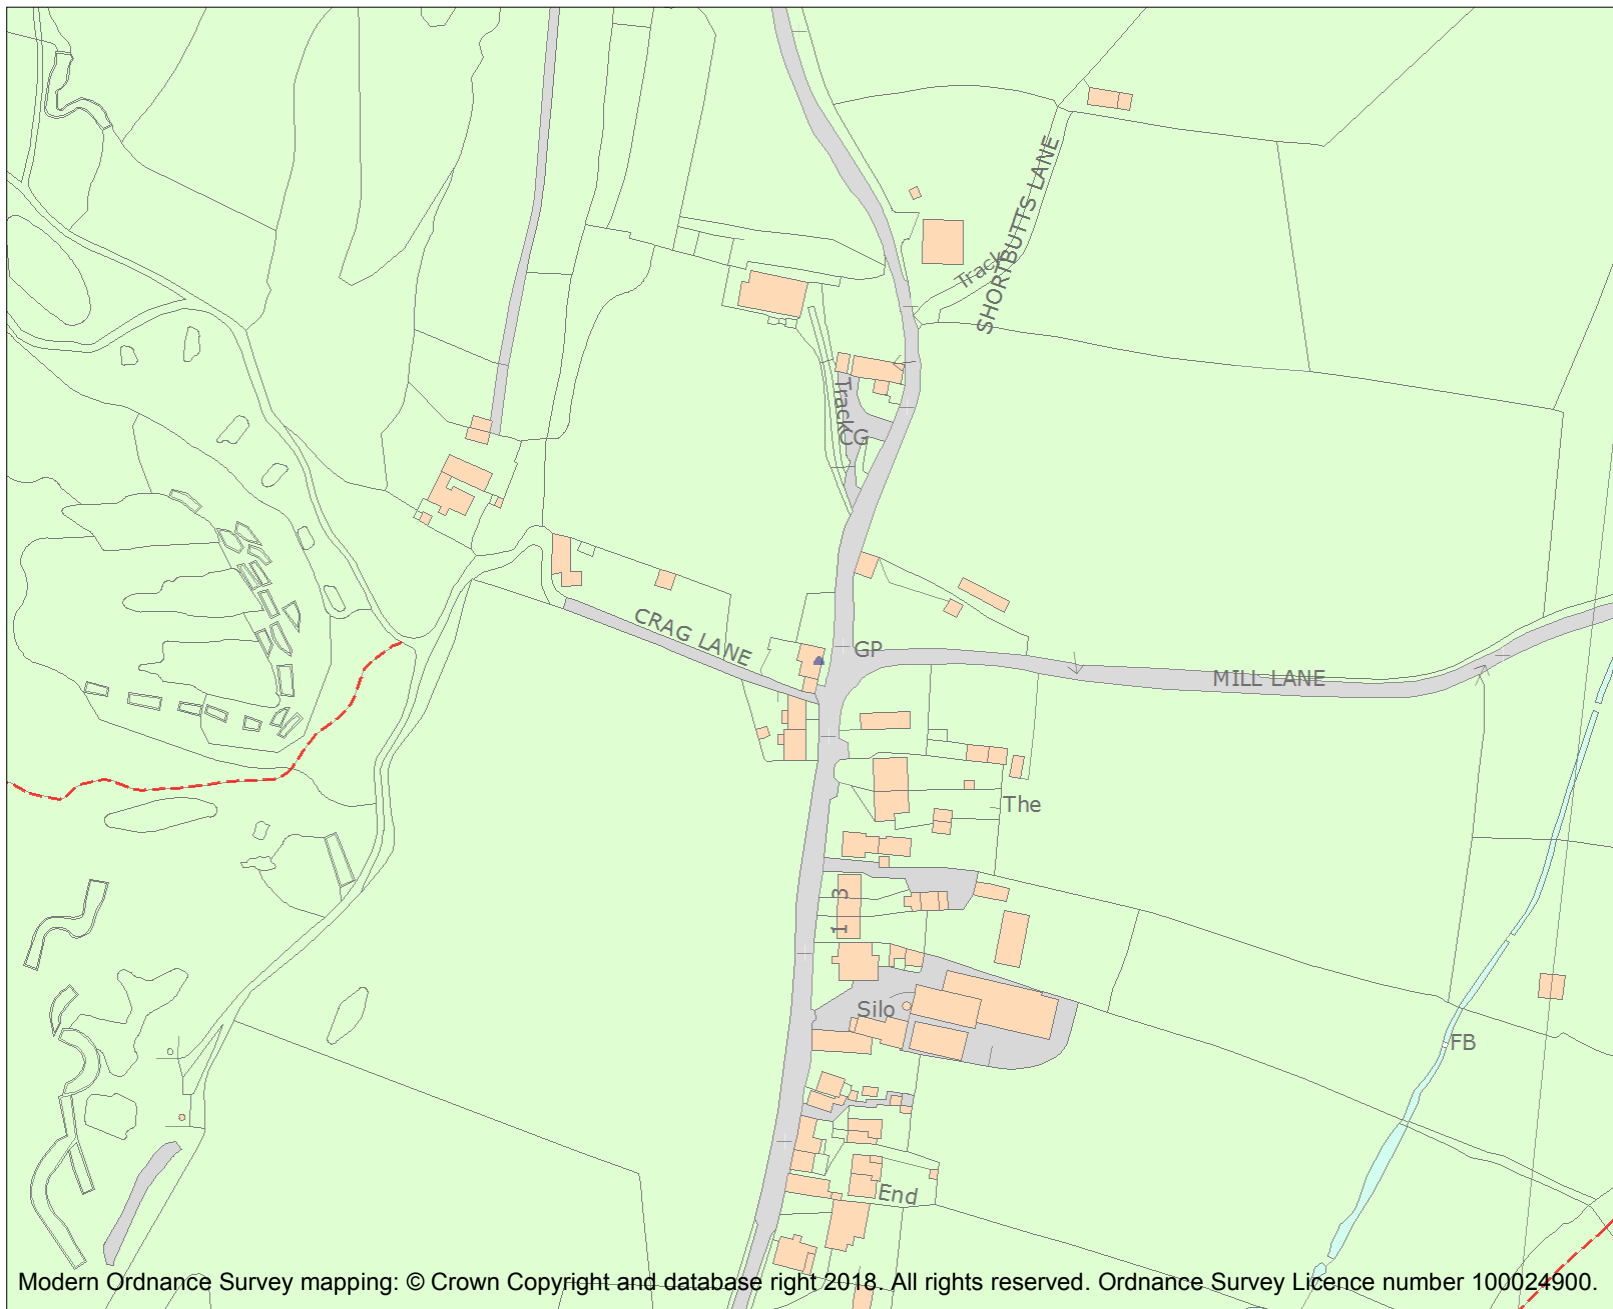 SHORTBUTTS LANE
Track
Track
CG
CRAG LANE
GP
MILL LANE
The
3
1
Silo
FB
End
Modern Ordnance Survey mapping: © Crown Copyright and database right 2018. All rights reserved. Ordnance Survey Licence number 100024900.